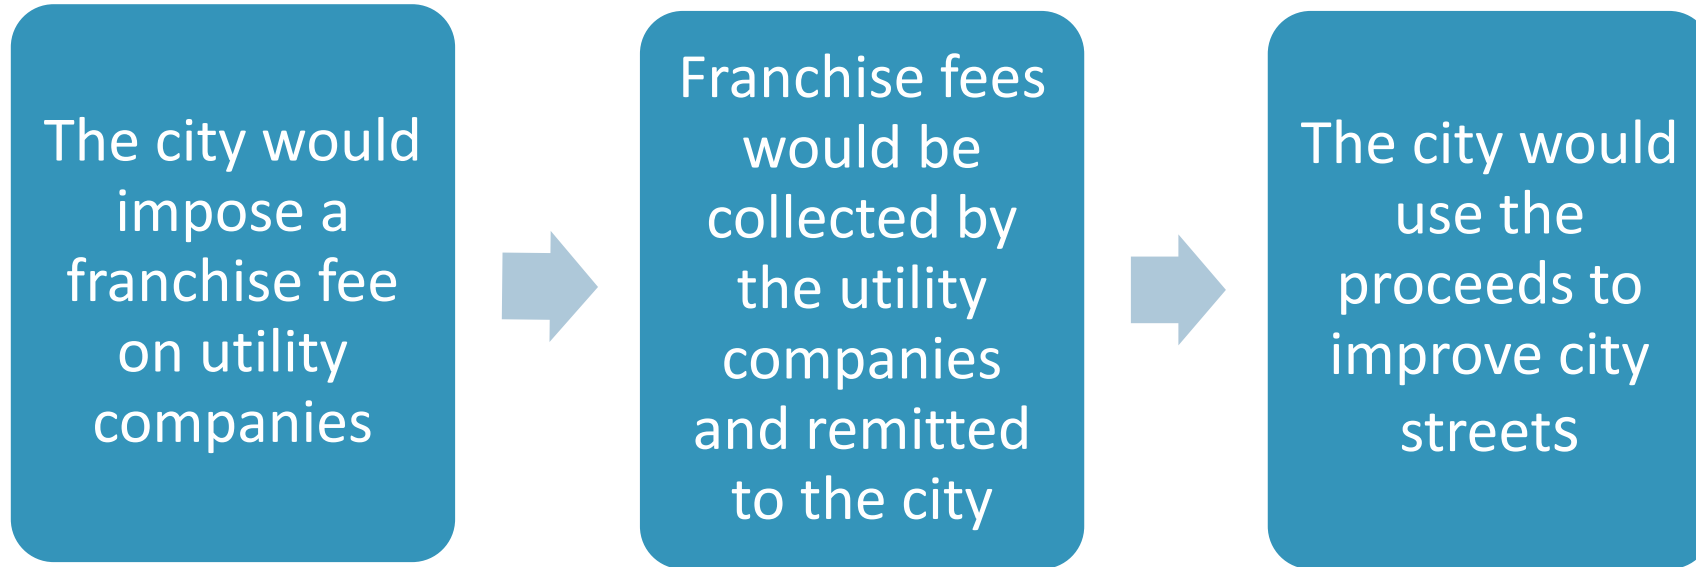 The city would
impose a
franchise fee
on utility
companies
Franchise fees
would be
collected by
the utility
companies
and remitted
to the city
The city would
use the
proceeds to
improve city
streets